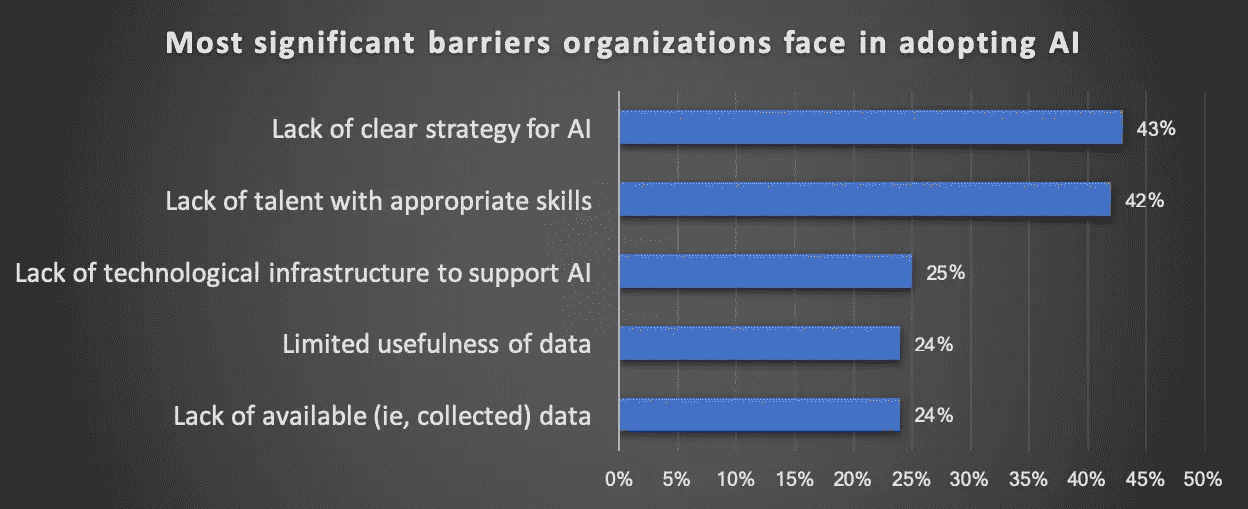 Most significant barriers organizations face in adopting AI
Lack of clear strategy for AI 43%
Lack of talent with appropriate skills 42%
Lack of technological infrastructure to support AI 25%
Limited usefulness of data 24%
Lack of available (ie, collected) data 24%
0% 5% 10% 15% 20% 25% 30% 35% 40% 45% 50%